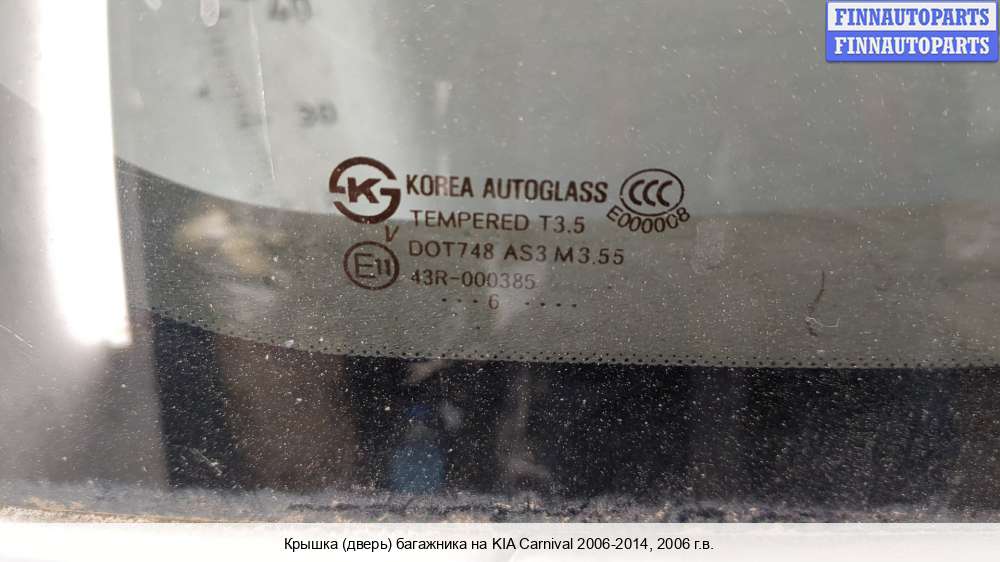 FINNAUTOPARTS
FINNAUTOPARTS
40
30
KOREA AUTOGLASS
CCC
E000008
TEMPERED T3.5
V
DOT748 AS3 M3.55
E11
43R-000385
··· 6 ····
Крышка (дверь) багажника на KIA Carnival 2006-2014, 2006 г.в.